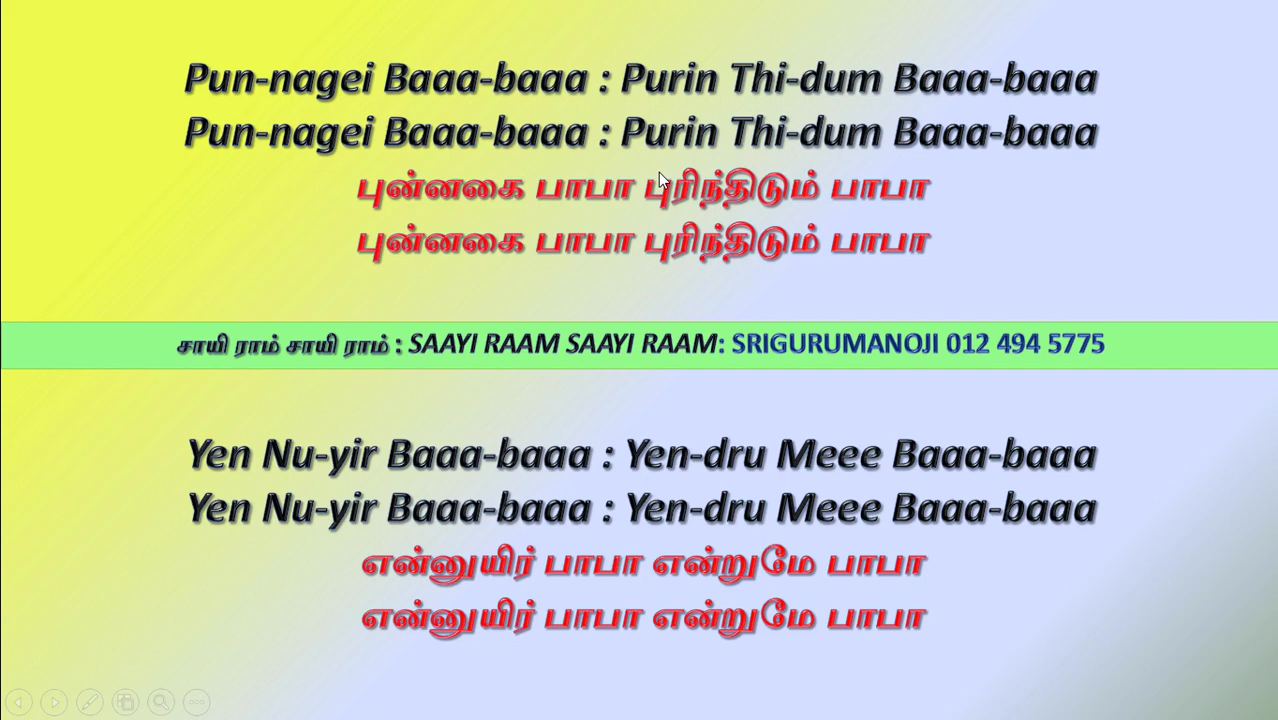 Pun-nagei Baaa-baaa : Purin Thi-dum Baaa-baaa
Pun-nagei Baaa-baaa : Purin Thi-dum Baaa-baaa
புன்னகை பாபா புரிந்திடும் பாபா
புன்னகை பாபா புரிந்திடும் பாபா
சாயி ராம் சாயி ராம் : SAAYI RAAM SAAYI RAAM: SRIGURUMANOJI 012 494 5775
Yen Nu-yir Baaa-baaa : Yen-dru Meee Baaa-baaa
Yen Nu-yir Baaa-baaa : Yen-dru Meee Baaa-baaa
என்னுயிர் பாபா என்றுமே பாபா
என்னுயிர் பாபா என்றுமே பாபா